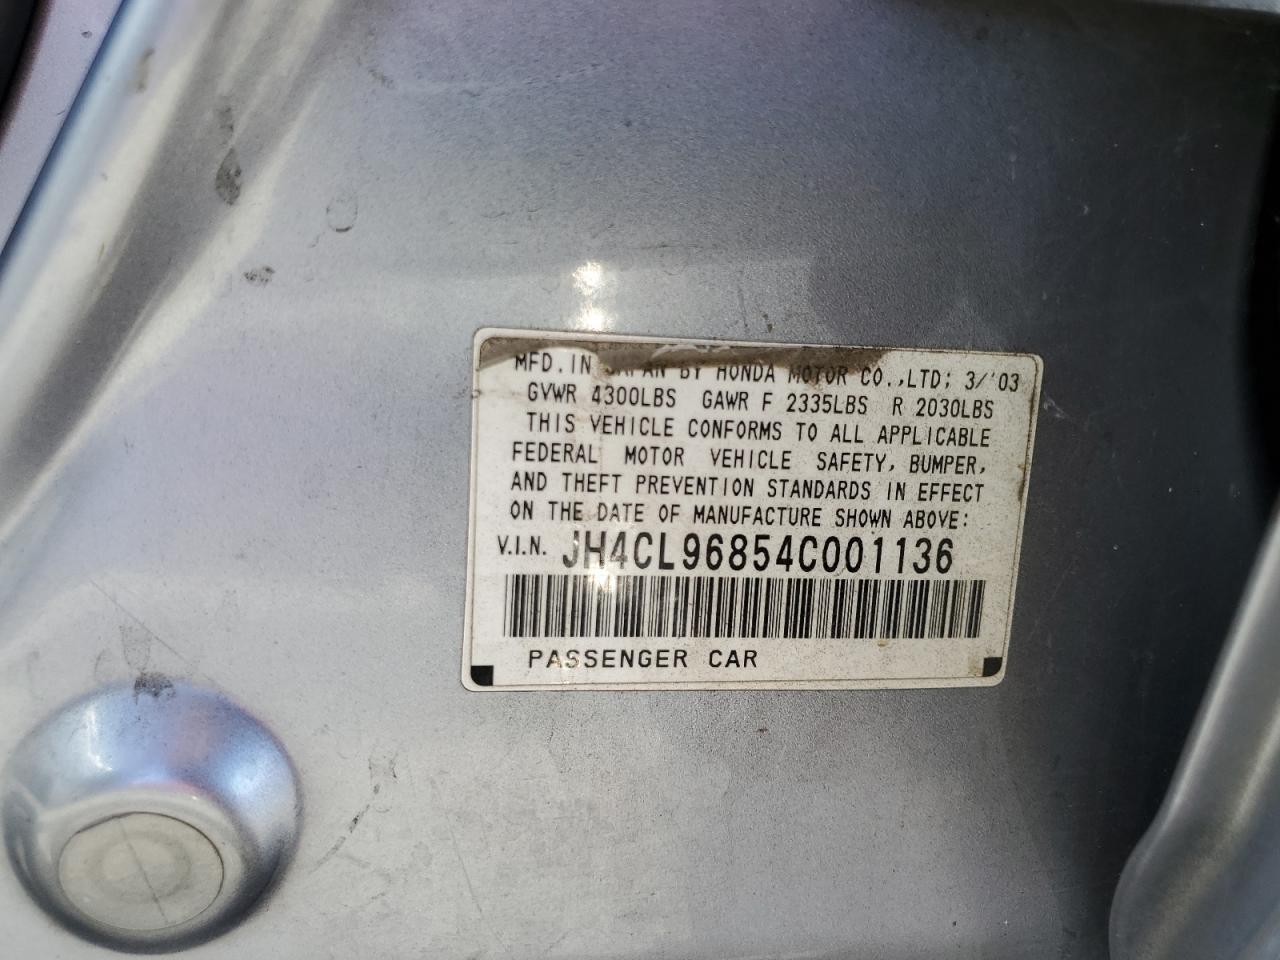 MFD. IN JAPAN BY HONDA MOTOR CO.,LTD; 3/'03
GVWR 4300LBS GAWR F 2335LBS R 2030LBS
THIS VEHICLE CONFORMS TO ALL APPLICABLE
FEDERAL MOTOR VEHICLE SAFETY, BUMPER,
AND THEFT PREVENTION STANDARDS IN EFFECT
ON THE DATE OF MANUFACTURE SHOWN ABOVE:
V.I.N. JH4CL96854C001136
PASSENGER CAR